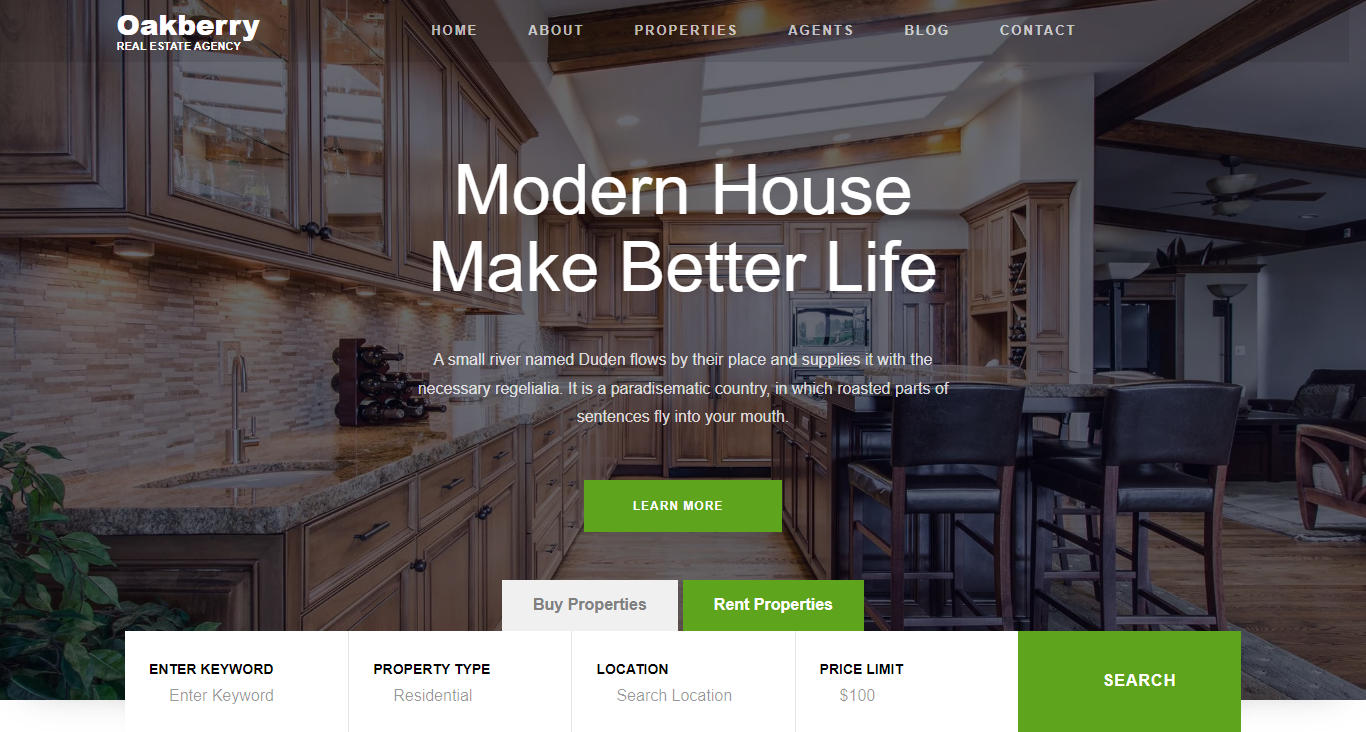 Oakberry
REAL ESTATE AGENCY
HOME ABOUT PROPERTIES AGENTS BLOG CONTACT
Modern House
Make Better Life
A small river named Duden flows by their place and supplies it with the
necessary regelialia. It is a paradisematic country, in which roasted parts of
sentences fly into your mouth.
LEARN MORE
Buy Properties Rent Properties
ENTER KEYWORD PROPERTY TYPE LOCATION PRICE LIMIT
Enter Keyword Residential Search Location $100
SEARCH